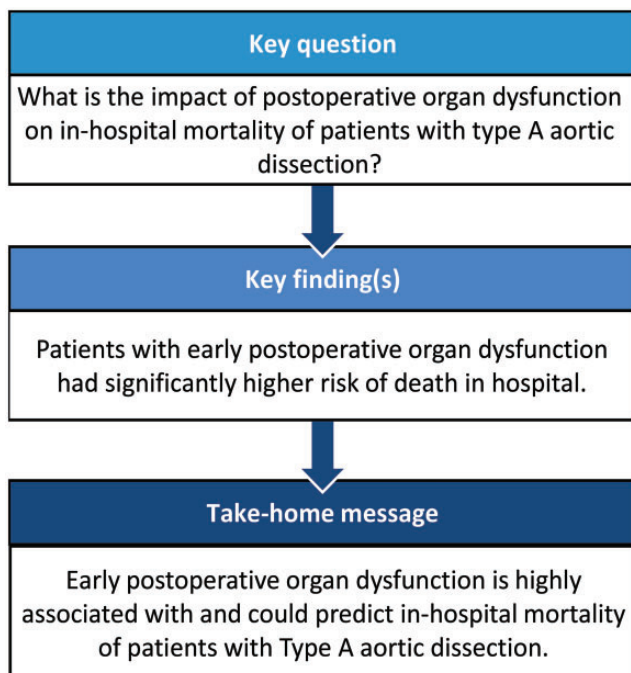 Key question
What is the impact of postoperative organ dysfunction
on in-hospital mortality of patients with type A aortic
dissection?
Key finding(s)
Patients with early postoperative organ dysfunction
had significantly higher risk of death in hospital.
Take-home message
Early postoperative organ dysfunction is highly
associated with and could predict in-hospital mortality
of patients with Type A aortic dissection.